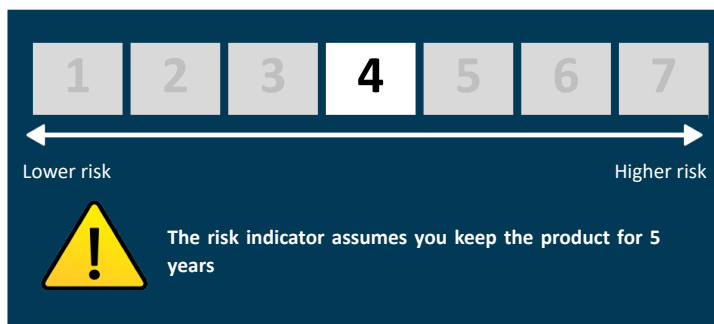 1 2 3 4 5 6 7
Lower risk Higher risk
The risk indicator assumes you keep the product for 5
years